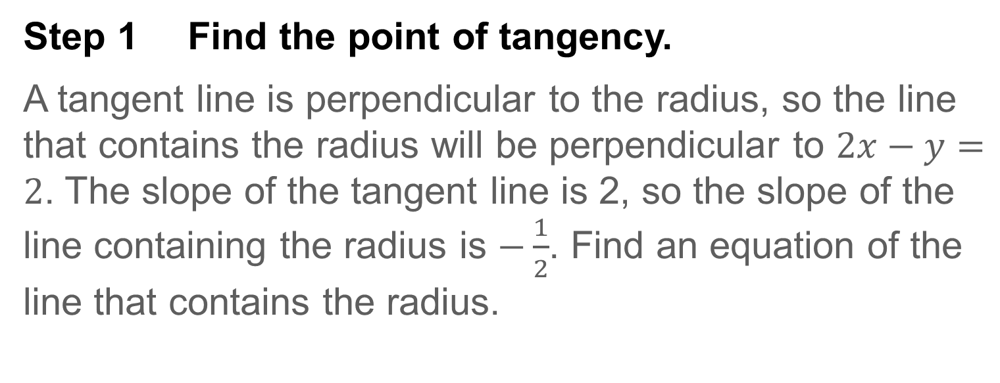 Step 1 Find the point of tangency.
A tangent line is perpendicular to the radius, so the line
that contains the radius will be perpendicular to 2x − y =
2. The slope of the tangent line is 2, so the slope of the
line containing the radius is −1/2. Find an equation of the
line that contains the radius.